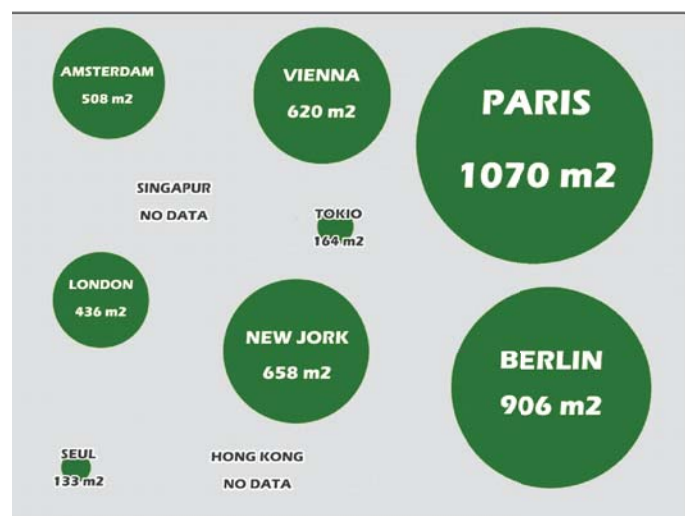 AMSTERDAM
508 m2
VIENNA
620 m2
PARIS
1070 m2
SINGAPUR
NO DATA
TOKIO
164 m2
LONDON
436 m2
NEW JORK
658 m2
BERLIN
906 m2
SEUL
133 m2
HONG KONG
NO DATA